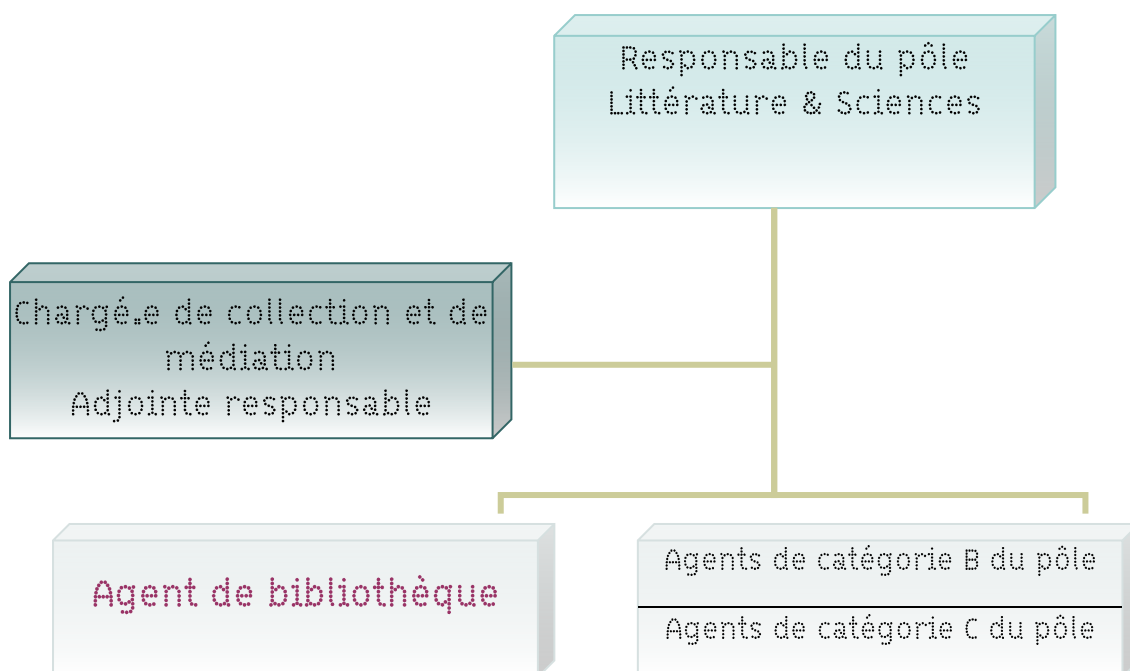 Responsable du pôle
Littérature & Sciences
Chargé.e de collection et de
médiation
Adjointe responsable
Agent de bibliothèque
Agents de catégorie B du pôle
Agents de catégorie C du pôle